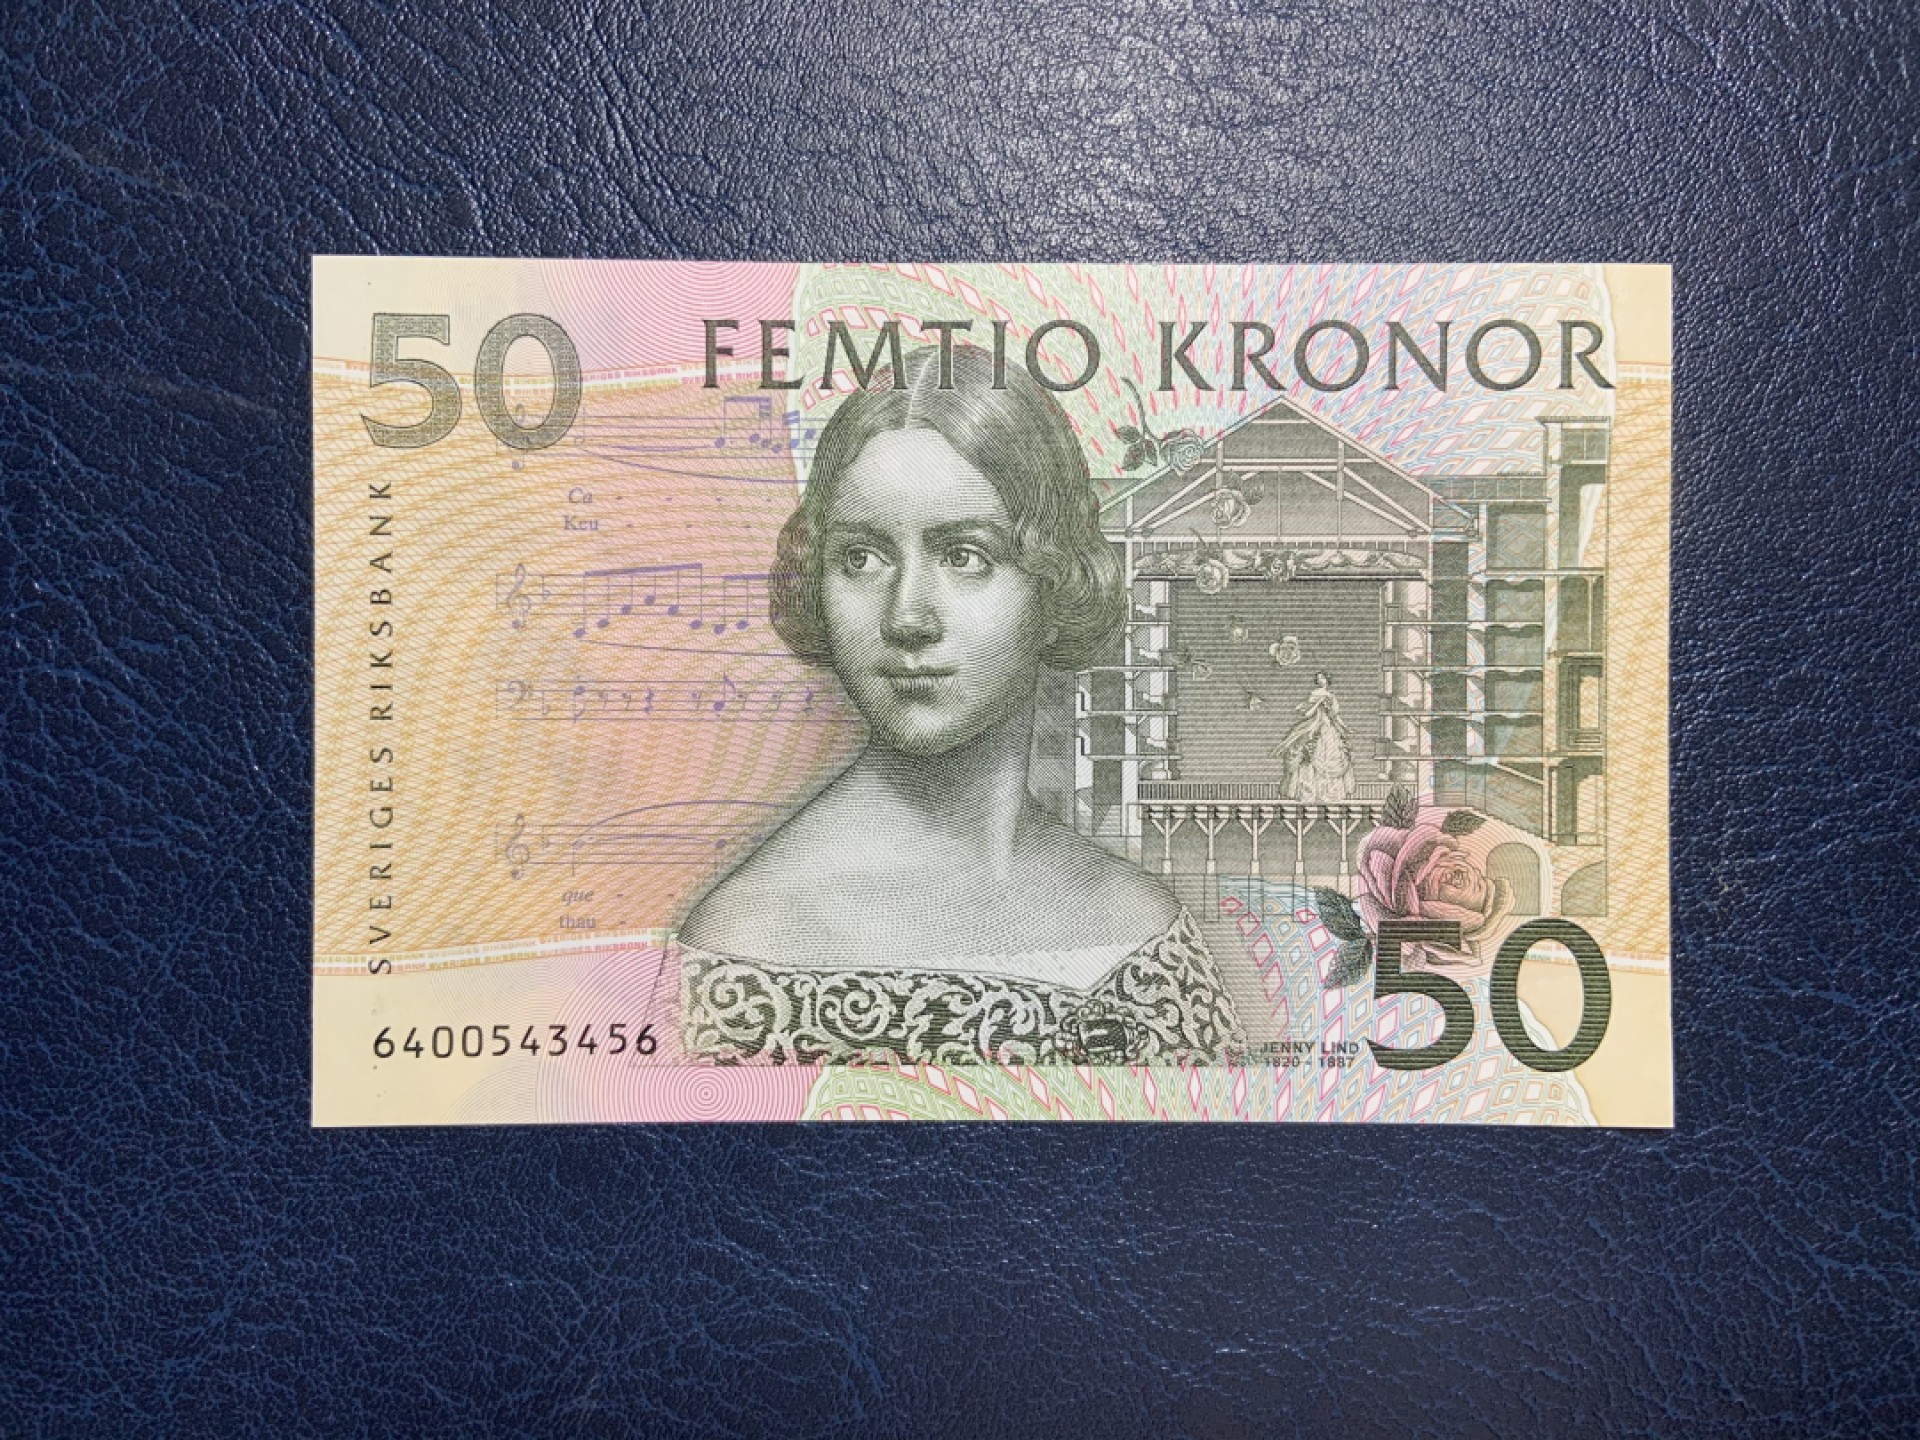 50
FEMTIO KRONOR
SVERIGES RIKSBANK
Ca - - - -
Keu - - - -
que - -
thau -
6400543456
JENNY LIND
1820 - 1887
50